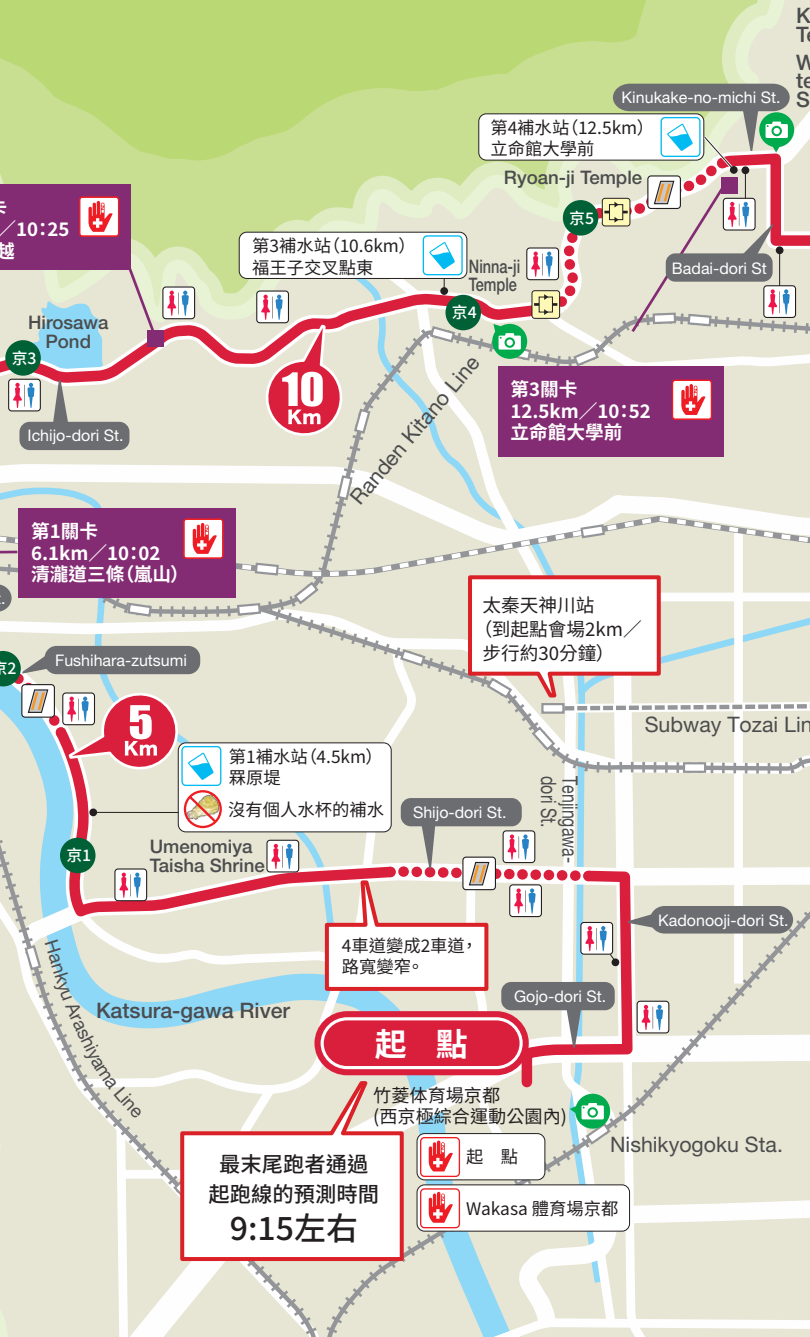 Kinukake-no-michi St.
第4補水站（12.5km）
立命館大學前
Ryoan-ji Temple
京5
Badai-dori St
／10：25
越
第3補水站（10.6km）
福王子交叉點東
Ninna-ji
Temple
京4
Hirosawa
Pond
京3
Ichijo-dori St.
10
Km
Randen Kitano Line
第3關卡
12.5km／10：52
立命館大學前
第1關卡
6.1km／10：02
清瀧道三條（嵐山）
太秦天神川站
（到起點會場2km／
步行約30分鐘）
京2
Fushihara-zutsumi
5
Km
Subway Tozai Lin
第1補水站（4.5km）
罧原堤
沒有個人水杯的補水
Tenjingawa-
dori St.
Shijo-dori St.
京1
Umenomiya
Taisha Shrine
Kadonooji-dori St.
4車道變成2車道，
路寬變窄。
Hankyu Arashiyama Line
Katsura-gawa River
Gojo-dori St.
起 點
竹菱体育場京都
(西京極綜合運動公園內)
Nishikyogoku Sta.
最末尾跑者通過
起跑線的預測時間
9:15左右
起 點
Wakasa 體育場京都